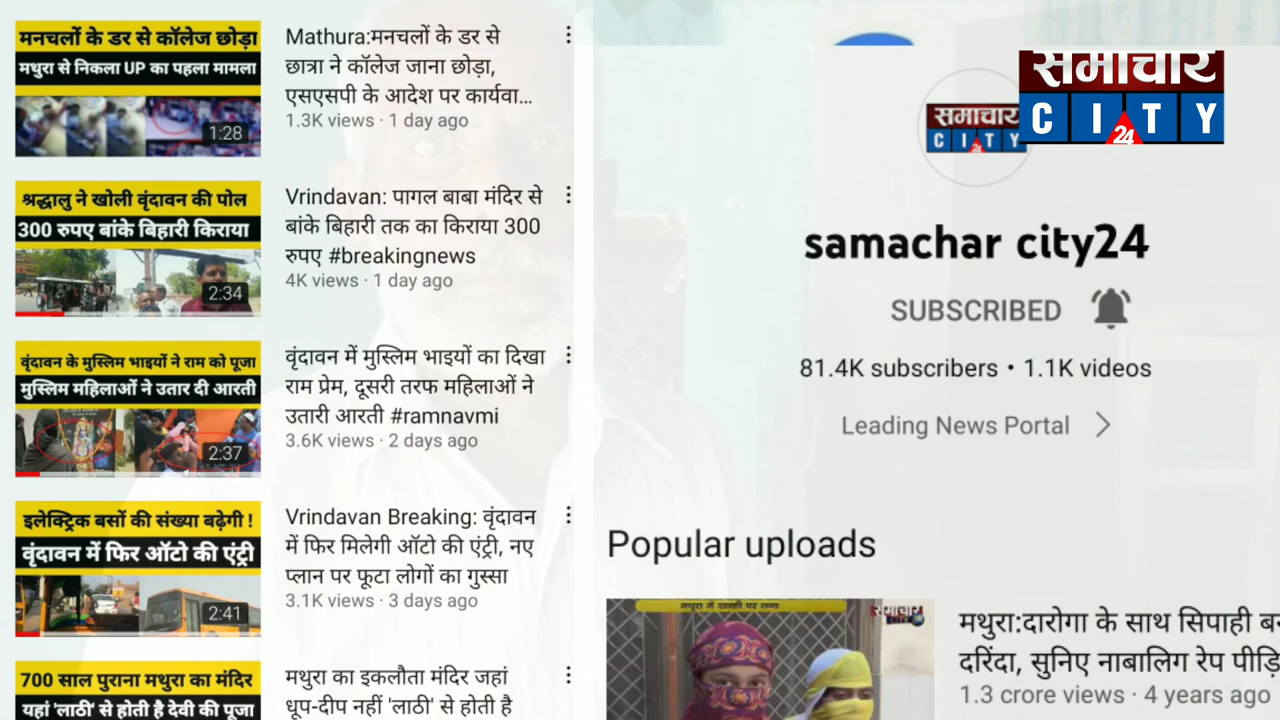 मनचलों के डर से कॉलेज छोड़ा
मथुरा से निकला UP का पहला मामला
1:28
Mathura:मनचलों के डर से
छात्रा ने कॉलेज जाना छोड़ा,
एसएसपी के आदेश पर कार्यवा...
1.3K views · 1 day ago
श्रद्धालु ने खोली वृंदावन की पोल
300 रुपए बांके बिहारी किराया
2:34
Vrindavan: पागल बाबा मंदिर से
बांके बिहारी तक का किराया 300
रुपए #breakingnews
4K views · 1 day ago
वृंदावन के मुस्लिम भाइयों ने राम को पूजा
मुस्लिम महिलाओं ने उतार दी आरती
2:37
वृंदावन में मुस्लिम भाइयों का दिखा
राम प्रेम, दूसरी तरफ महिलाओं ने
उतारी आरती #ramnavmi
3.6K views · 2 days ago
इलेक्ट्रिक बसों की संख्या बढ़ेगी !
वृंदावन में फिर ऑटो की एंट्री
2:41
Vrindavan Breaking: वृंदावन
में फिर मिलेगी ऑटो की एंट्री, नए
प्लान पर फूटा लोगों का गुस्सा
3.1K views · 3 days ago
700 साल पुराना मथुरा का मंदिर
यहां 'लाठी' से होती है देवी की पूजा
मथुरा का इकलौता मंदिर जहां
धूप-दीप नहीं 'लाठी' से होती है
समाचार
CITY
24
समाचार
CITY
24
samachar city24
SUBSCRIBED
81.4K subscribers • 1.1K videos
Leading News Portal
Popular uploads
मथुरा में खाकी पर लगा
समाचार
मथुरा:दारोगा के साथ सिपाही ब
दरिंदा, सुनिए नाबालिग रेप पीड़ि
1.3 crore views · 4 years ago